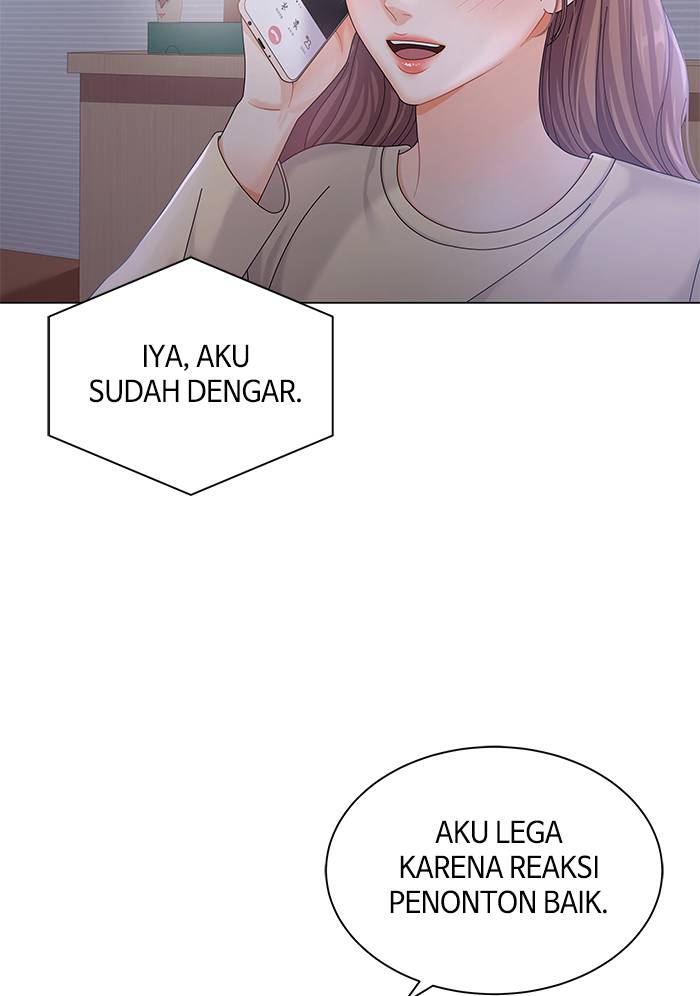 IYA, AKU
SUDAH DENGAR.
AKU LEGA
KARENA REAKSI
PENONTON BAIK.